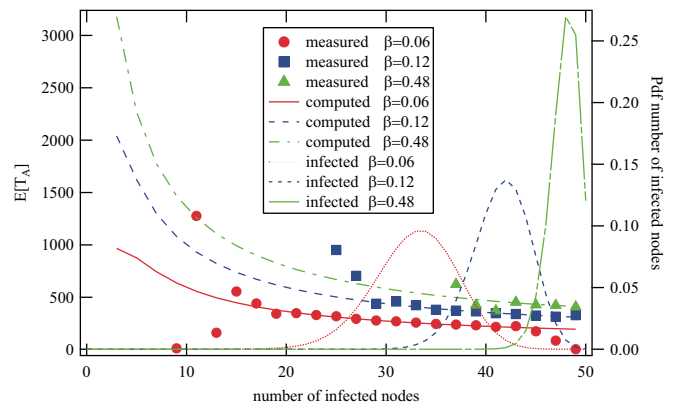 3000
2500
2000
1500
1000
500
0
E[T_A]
measured β=0.06
measured β=0.12
measured β=0.48
computed β=0.06
computed β=0.12
computed β=0.48
infected β=0.06
infected β=0.12
infected β=0.48
0.25
0.20
0.15
0.10
0.05
0.00
Pdf number of infected nodes
0 10 20 30 40 50
number of infected nodes